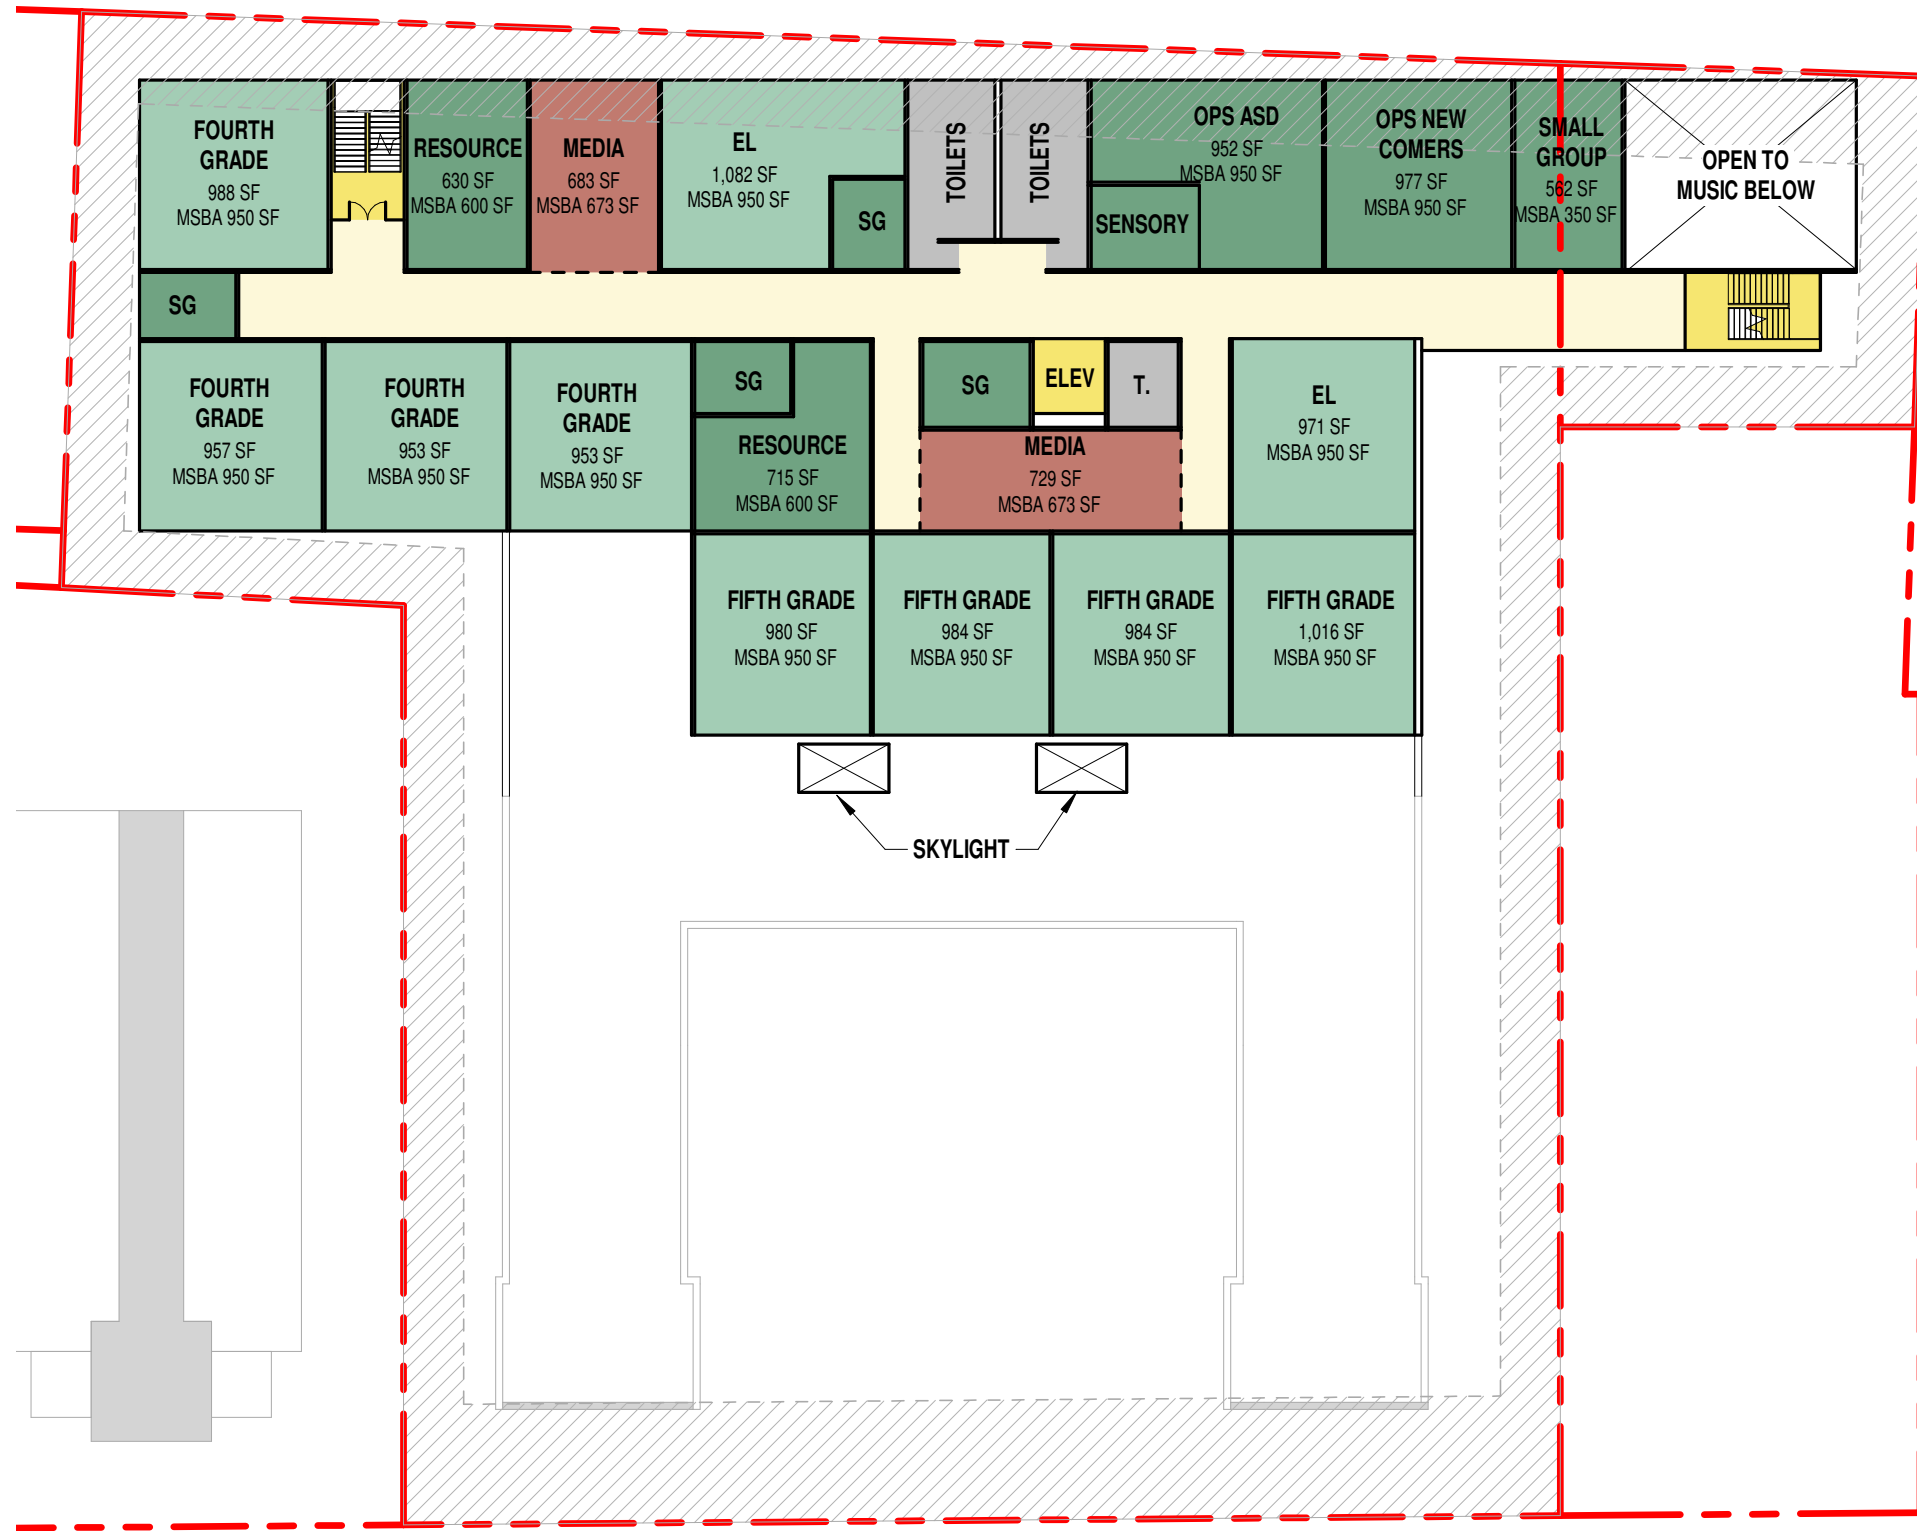 FOURTH
GRADE
988 SF
MSBA 950 SF
RESOURCE
630 SF
MSBA 600 SF
MEDIA
683 SF
MSBA 673 SF
EL
1,082 SF
MSBA 950 SF
SG
TOILETS
TOILETS
OPS ASD
952 SF
MSBA 950 SF
SENSORY
OPS NEW
COMERS
977 SF
MSBA 950 SF
SMALL
GROUP
562 SF
MSBA 350 SF
OPEN TO
MUSIC BELOW
SG
FOURTH
GRADE
957 SF
MSBA 950 SF
FOURTH
GRADE
953 SF
MSBA 950 SF
FOURTH
GRADE
953 SF
MSBA 950 SF
SG
RESOURCE
715 SF
MSBA 600 SF
SG
ELEV
T.
MEDIA
729 SF
MSBA 673 SF
EL
971 SF
MSBA 950 SF
FIFTH GRADE
980 SF
MSBA 950 SF
FIFTH GRADE
984 SF
MSBA 950 SF
FIFTH GRADE
984 SF
MSBA 950 SF
FIFTH GRADE
1,016 SF
MSBA 950 SF
SKYLIGHT